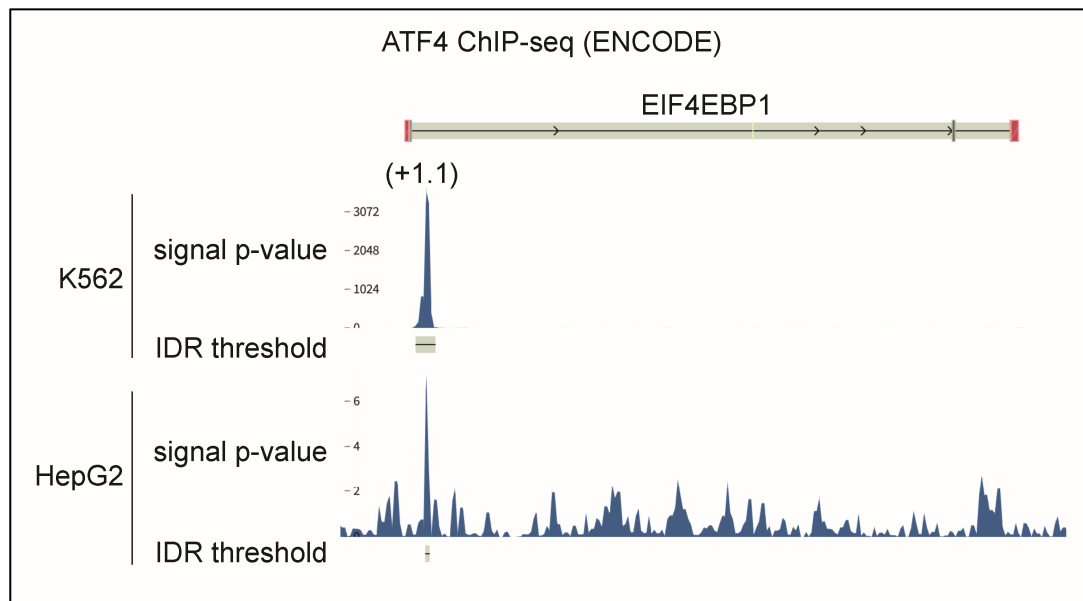 ATF4 ChIP-seq (ENCODE)
EIF4EBP1
(+1.1)
K562
signal p-value
3072
2048
1024
0
IDR threshold
HepG2
signal p-value
6
4
2
0
IDR threshold